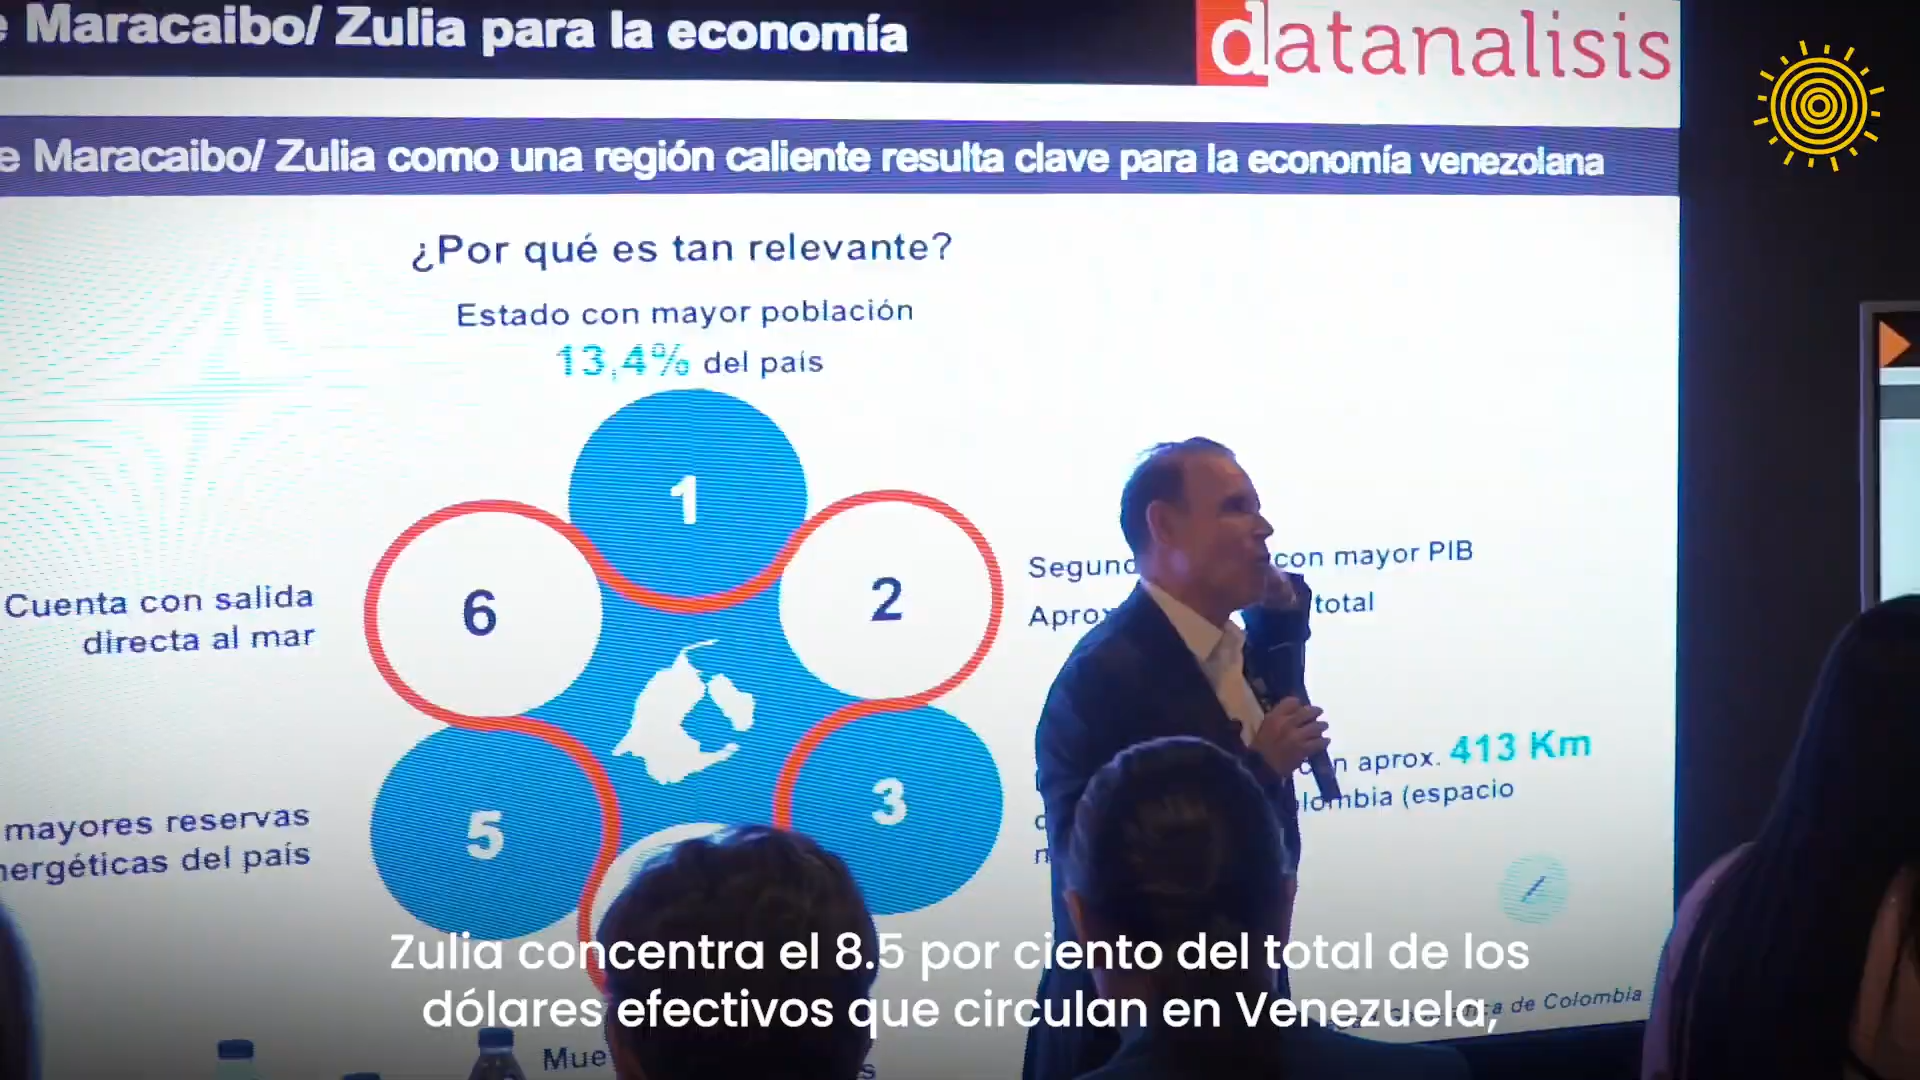 Maracaibo/ Zulia para la economía
datanalisis
Maracaibo/ Zulia como una región caliente resulta clave para la economía venezolana
¿Por qué es tan relevante?
Estado con mayor población
13,4% del país
1
6
2
5
3
Cuenta con salida
directa al mar
con mayor PIB
total
aprox. 413 Km
(espacio
mayores reservas
del país
Zulia concentra el 8.5 por ciento del total de los
dólares efectivos que circulan en Venezuela,
de Colombia